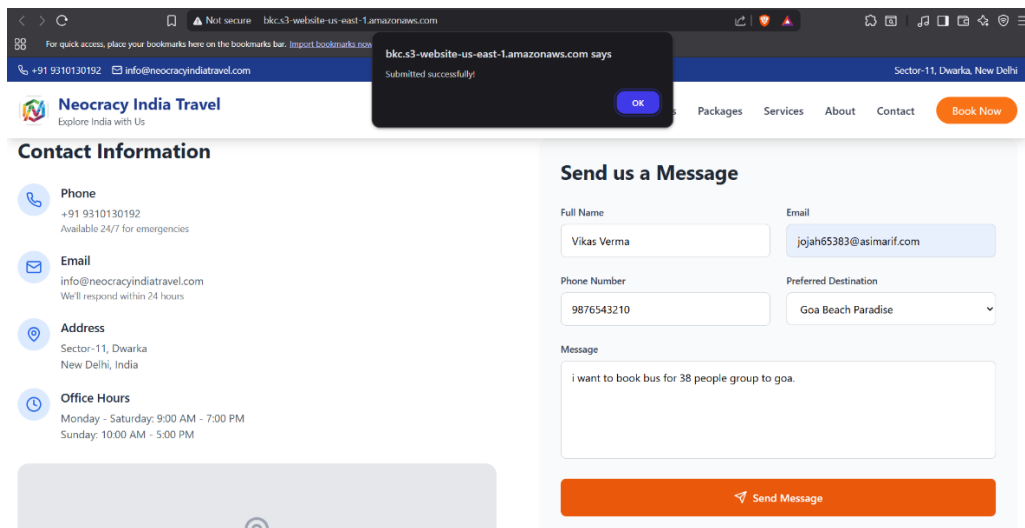 Not secure bkc.s3-website-us-east-1.amazonaws.com
For quick access, place your bookmarks here on the bookmarks bar. Import bookmarks now
bkc.s3-website-us-east-1.amazonaws.com says
Submitted successfully!
OK
+91 9310130192 info@neocracyindiatravel.com
Sector-11, Dwarka, New Delhi
Neocracy India Travel
Explore India with Us
Packages Services About Contact Book Now
Contact Information
Phone
+91 9310130192
Available 24/7 for emergencies
Email
info@neocracyindiatravel.com
We'll respond within 24 hours
Address
Sector-11, Dwarka
New Delhi, India
Office Hours
Monday - Saturday: 9:00 AM - 7:00 PM
Sunday: 10:00 AM - 5:00 PM
Send us a Message
Full Name Email
Vikas Verma jojah65383@asimarif.com
Phone Number Preferred Destination
9876543210 Goa Beach Paradise
Message
i want to book bus for 38 people group to goa.
Send Message